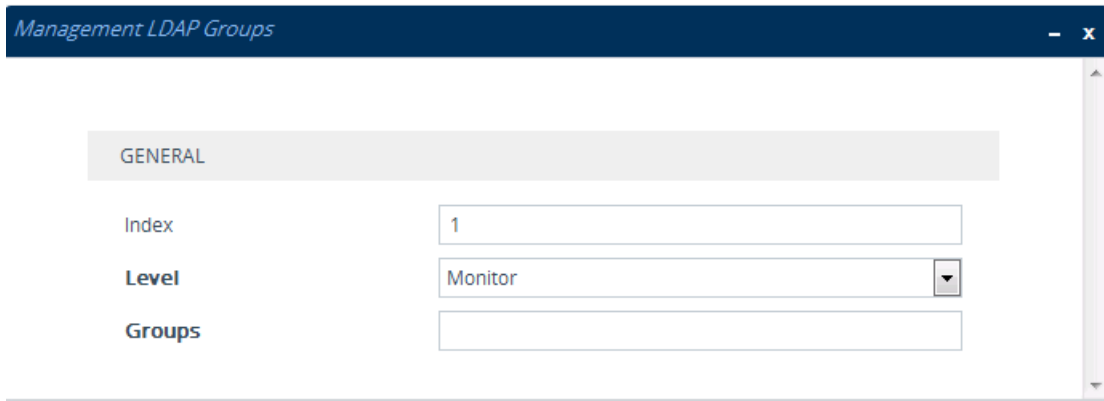 Management LDAP Groups – x
GENERAL
Index 1
Level Monitor
Groups